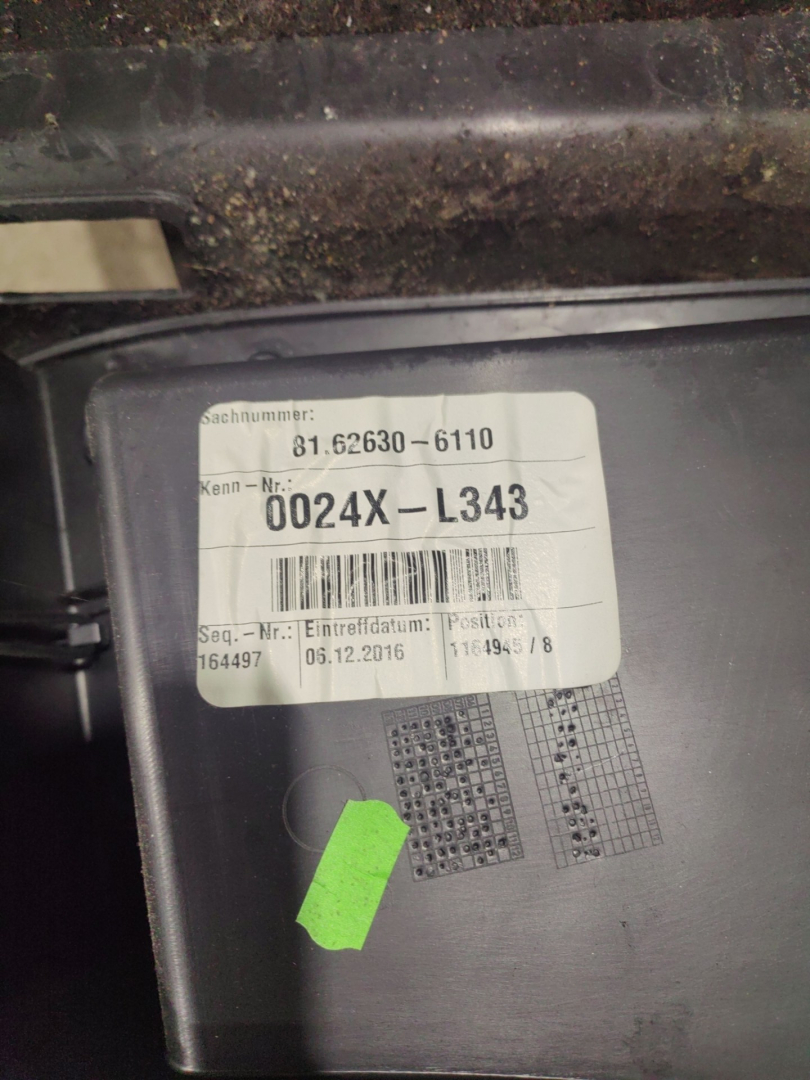 Sachnummer:
81.62630-6110
Kenn-Nr.:
0024X-L343
Seq.-Nr.: Eintreffdatum: Position:
164497 06.12.2016 1164945 / 8